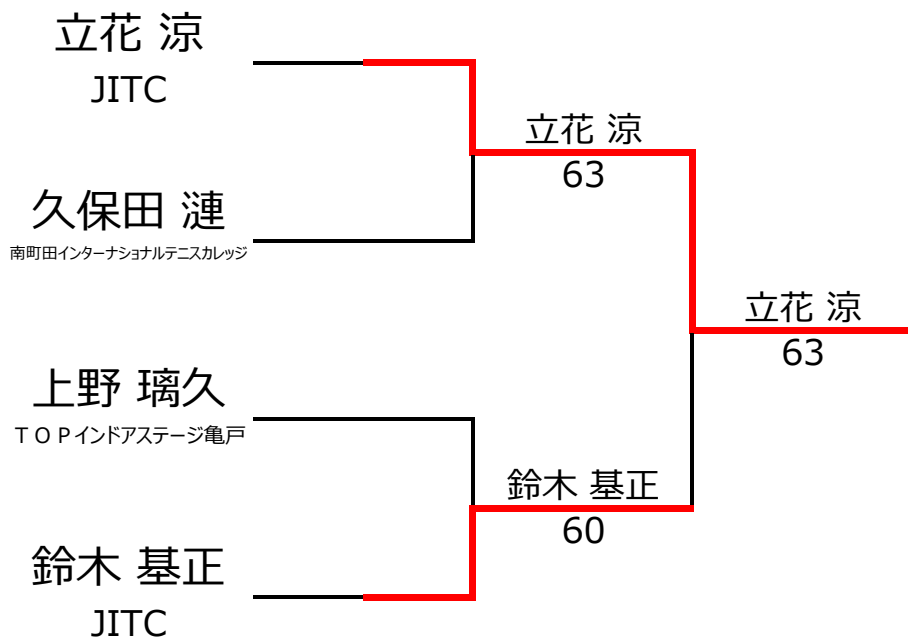 立花 涼
JITC
久保田 漣
南町田インターナショナルテニスカレッジ
上野 璃久
ＴＯＰインドアステージ亀戸
鈴木 基正
JITC
立花 涼
63
鈴木 基正
60
立花 涼
63